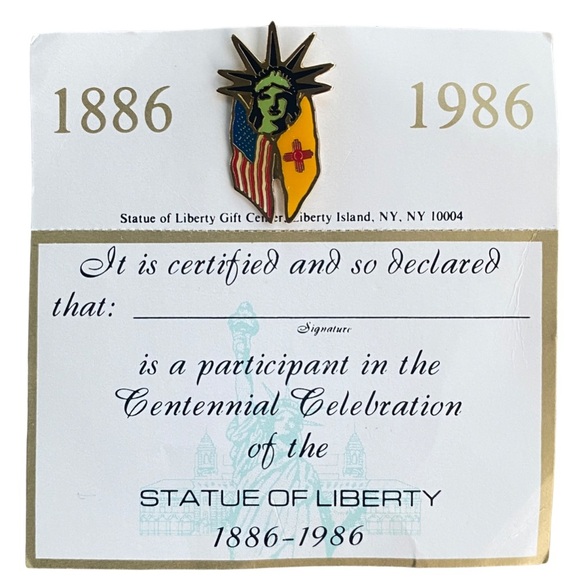 1886 1986
Statue of Liberty Gift Center, Liberty Island, NY, NY 10004
It is certified and so declared
that:
Signature
is a participant in the
Centennial Celebration
of the
STATUE OF LIBERTY
1886-1986